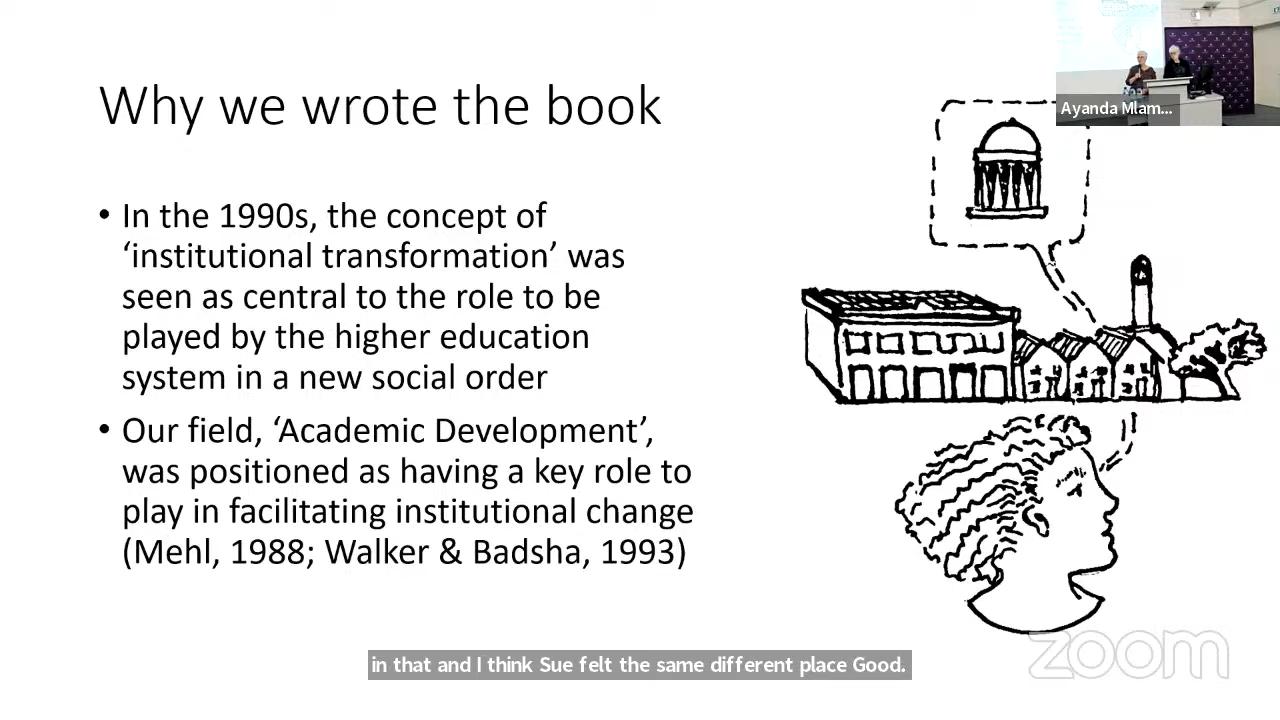 Why we wrote the book
Ayanda Mlam...
• In the 1990s, the concept of
‘institutional transformation’ was
seen as central to the role to be
played by the higher education
system in a new social order
• Our field, ‘Academic Development’,
was positioned as having a key role to
play in facilitating institutional change
(Mehl, 1988; Walker & Badsha, 1993)
in that and I think Sue felt the same different place Good.
zoom